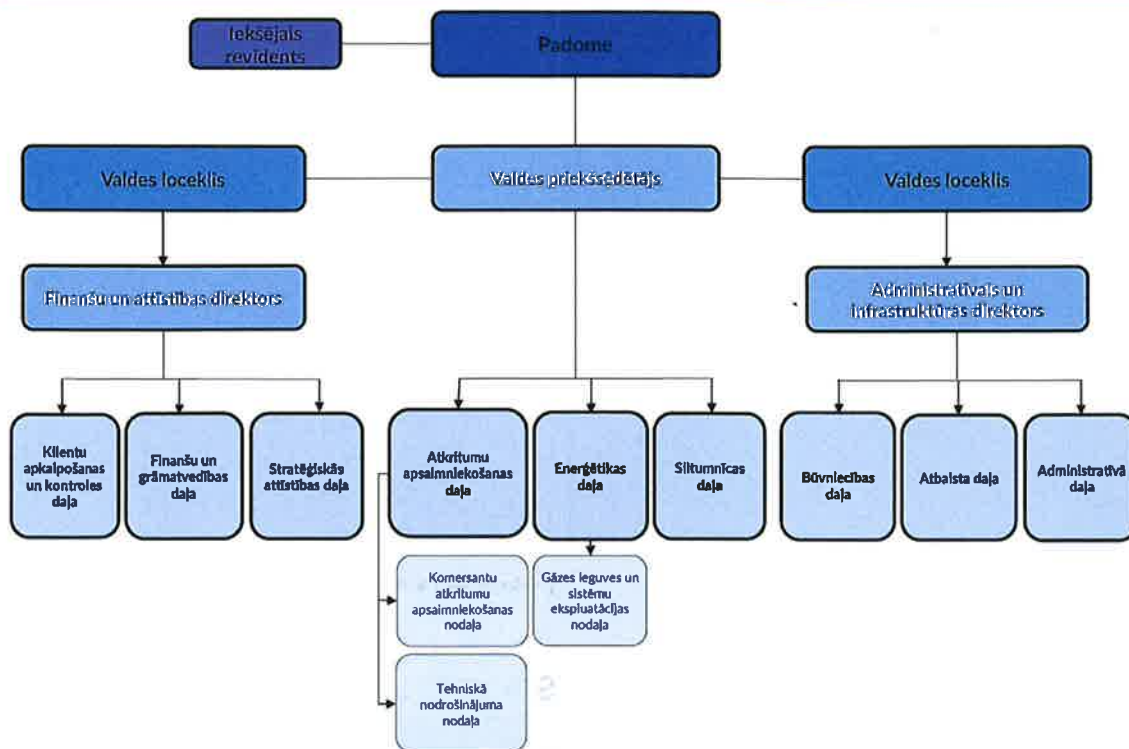 Iekšējais
revidents
Padome
Valdes loceklis
Valdes priekšsēdētājs
Valdes loceklis
Finanšu un attīstības direktors
Administratīvais un
infrastruktūras direktors
Klientu
apkalpošanas
un kontroles
daļa
Finanšu un
grāmatvedības
daļa
Stratēģiskās
attīstības daļa
Atkritumu
apsaimniekošanas
daļa
Enerģētikas
daļa
Siltumnīcas
daļa
Būvniecības
daļa
Atbalsta daļa
Administratīvā
daļa
Komersantu
atkritumu
apsaimniekošanas
nodaļa
Gāzes ieguves un
sistēmu
ekspluatācijas
nodaļa
Tehniskā
nodrošinājuma
nodaļa